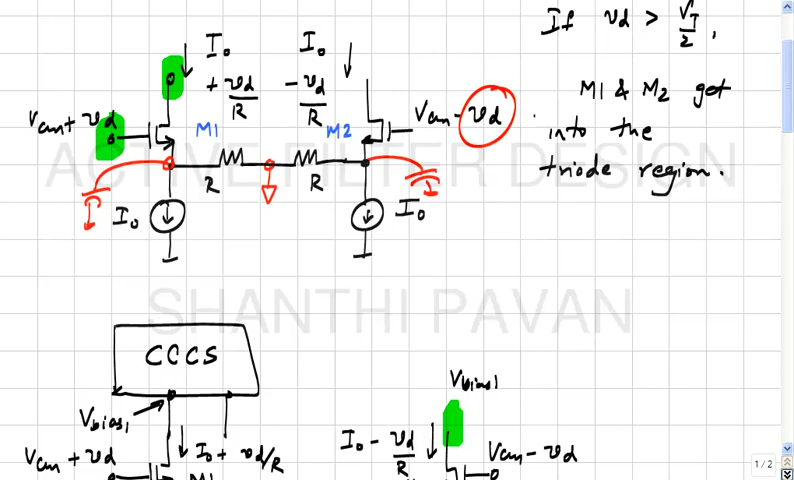 If vd > VT/2,
I0
I0
+ vd/R
- vd/R
M1 & M2 get
Vcm + vd
M1
M2
Vcm - vd
into the
ACTIVE FILTER DESIGN
triode region.
R
R
I0
I0
SHANTHI PAVAN
CCCS
Vbias1
Vbias1
I0 + vd/R
I0 - vd/R
Vcm + vd
Vcm - vd
M1
1/2